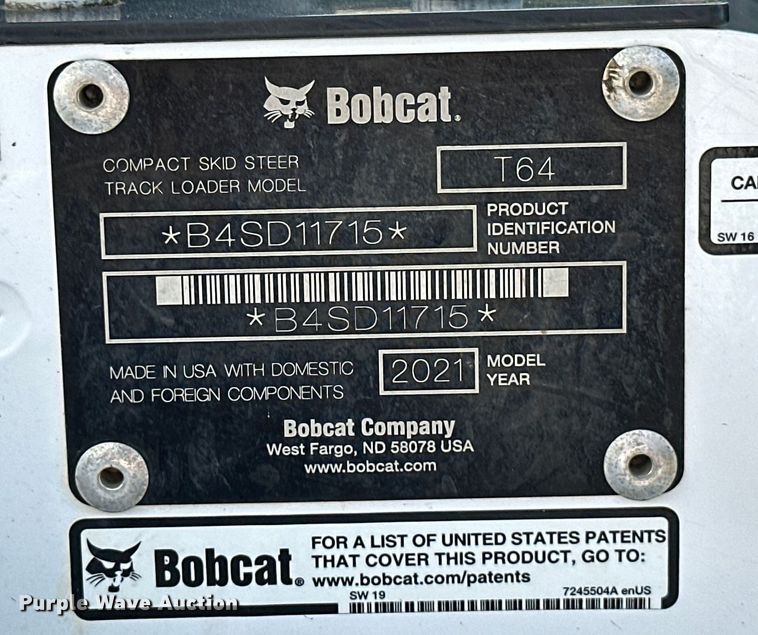 Bobcat.
COMPACT SKID STEER
TRACK LOADER MODEL
T64
*B4SD11715*
PRODUCT
IDENTIFICATION
NUMBER
*B4SD11715*
MADE IN USA WITH DOMESTIC
AND FOREIGN COMPONENTS
2021
MODEL
YEAR
Bobcat Company
West Fargo, ND 58078 USA
www.bobcat.com
CA
SW 16
Bobcat®
FOR A LIST OF UNITED STATES PATENTS
THAT COVER THIS PRODUCT, GO TO:
www.bobcat.com/patents
SW 19
7245504A enUS
Purple Wave Auction